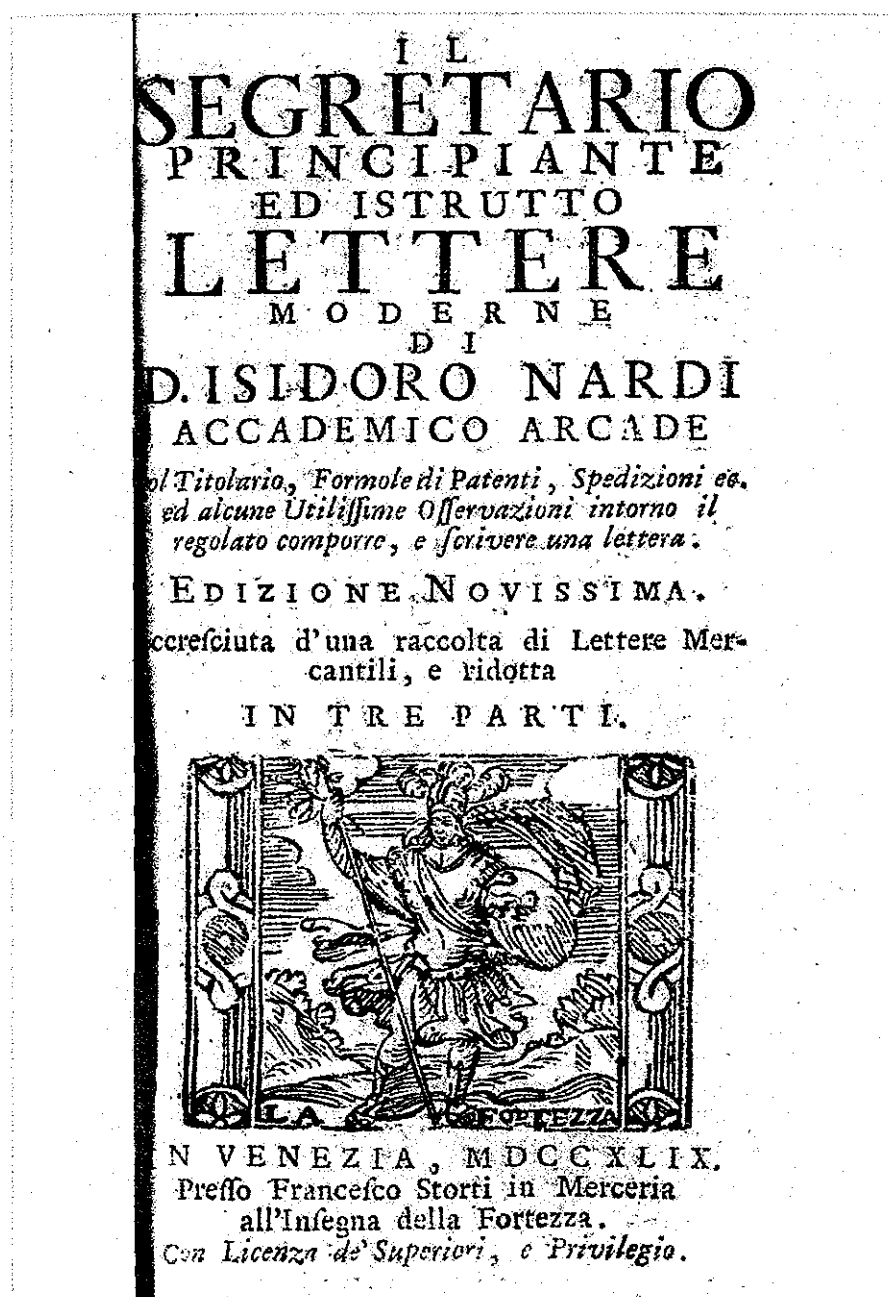 IL
SEGRETARIO
PRINCIPIANTE
ED ISTRUTTO
LETTERE
MODERNE
DI
D. ISIDORO NARDI
ACCADEMICO ARCADE
ol Titolario, Formole di Patenti, Spedizioni ec.
ed alcune Utiliſſime Oſſervazioni intorno il
regolato comporre, e ſcrivere una lettera.
EDIZIONE NOVISSIMA.
ccreſciuta d'una raccolta di Lettere Mer-
cantili, e ridotta
IN TRE PARTI.
LA FORTEZZA
N VENEZIA, MDCCXLIX.
Preſſo Franceſco Storti in Merceria
all'Inſegna della Fortezza.
Con Licenza de' Superiori, e Privilegio.